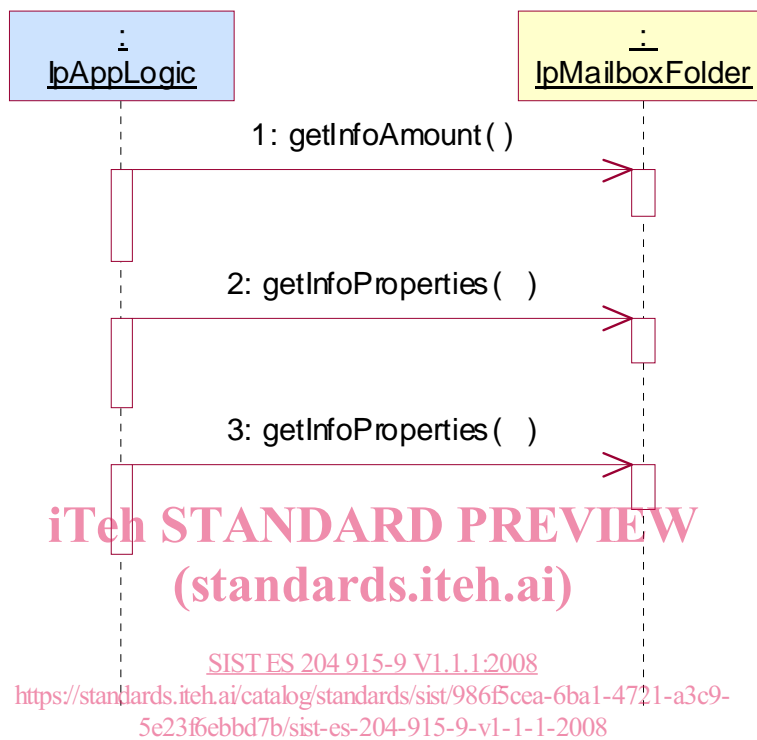 :
IpAppLogic
:
IpMailboxFolder
1: getInfoAmount( )
2: getInfoProperties( )
3: getInfoProperties( )
iTeh STANDARD PREVIEW
(standards.iteh.ai)
SIST ES 204 915-9 V1.1.1:2008
https://standards.iteh.ai/catalog/standards/sist/986f5cea-6ba1-4721-a3c9-
5e23f6ebbd7b/sist-es-204-915-9-v1-1-1-2008